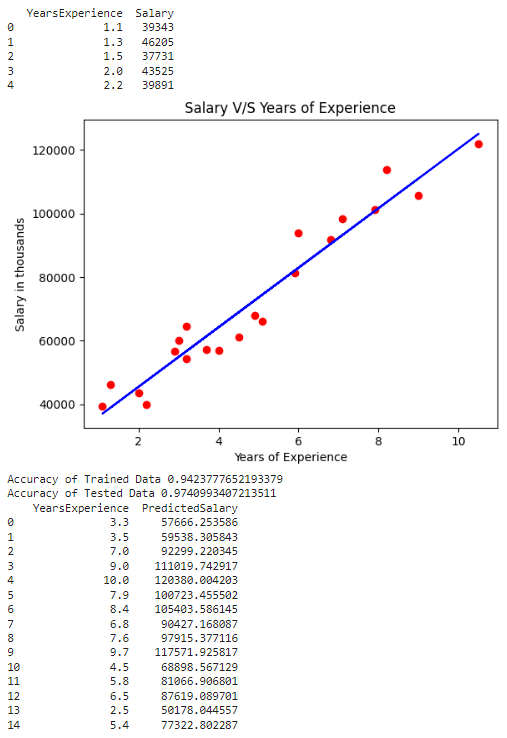 YearsExperience Salary
0 1.1 39343
1 1.3 46205
2 1.5 37731
3 2.0 43525
4 2.2 39891
Salary V/S Years of Experience
120000
100000
80000
60000
40000
Salary in thousands
2 4 6 8 10
Years of Experience
Accuracy of Trained Data 0.9423777652193379
Accuracy of Tested Data 0.9740993407213511
YearsExperience PredictedSalary
0 3.3 57666.253586
1 3.5 59538.305843
2 7.0 92299.220345
3 9.0 111019.742917
4 10.0 120380.004203
5 7.9 100723.455502
6 8.4 105403.586145
7 6.8 90427.168087
8 7.6 97915.377116
9 9.7 117571.925817
10 4.5 68898.567129
11 5.8 81066.906801
12 6.5 87619.089701
13 2.5 50178.044557
14 5.4 77322.802287